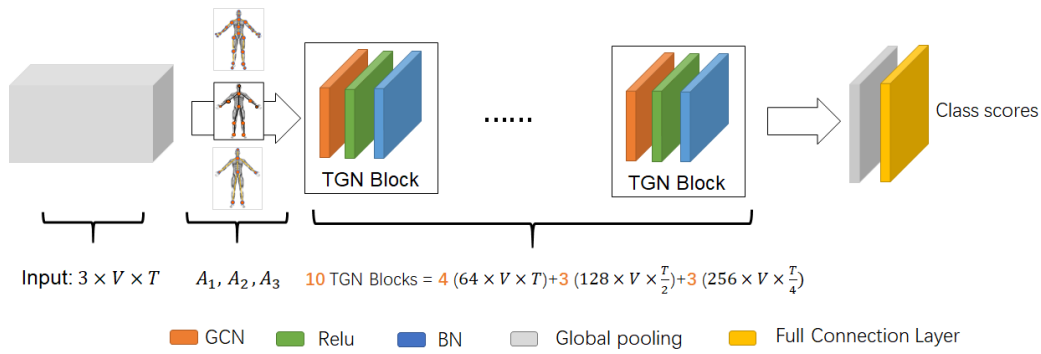 Class scores
......
TGN Block
TGN Block
Input: 3 × V × T
A₁, A₂, A₃
10 TGN Blocks = 4 (64 × V × T)+3 (128 × V × T/2)+3 (256 × V × T/4)
GCN
Relu
BN
Global pooling
Full Connection Layer